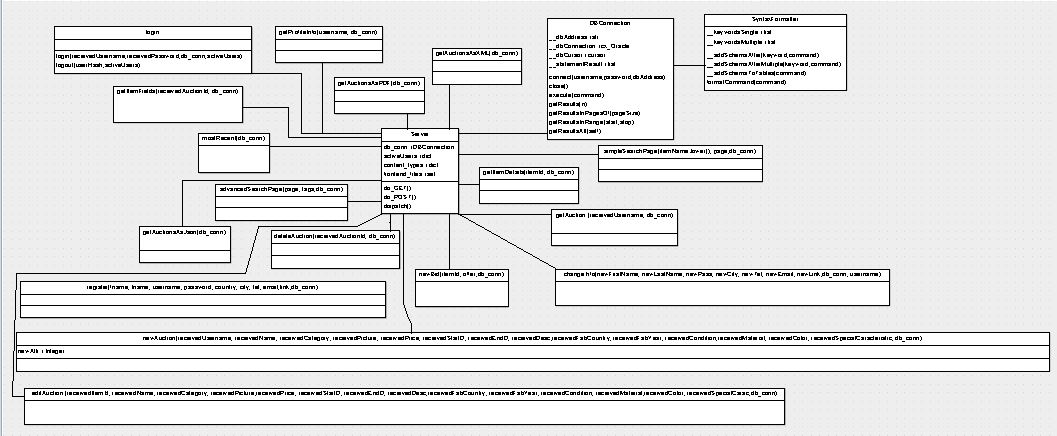 login
login(receivedUsername,receivedPassword,db_conn,activeUsers)
logout(userHash,activeUsers)
getProfileInfo(username, db_conn)
getAuctionsAsXML(db_conn)
getAuctionsAsPDF(db_conn)
DBConnection
__dbAddress : str
__dbConnection : cx_Oracle
__dbCursor : cursor
__statementResult : list
connect(username,password,dbAddress)
close()
execute(command)
getResults(n)
getResultsInPagesOf(pageSize)
getResultsInRange(start,stop)
getResultsAll(self)
SyntaxFormatter
__keywordsSingle : list
__keywordsMultiple : list
__addSchemaAfter(keyword,command)
__addSchemaAfterMultiple(keyword,command)
__addSchemaToTables(command)
formatCommand(command)
getItemFields(receivedAuctionId, db_conn)
mostRecent(db_conn)
Server
db_conn : DBConnection
activeUsers : dict
content_types : dict
frontend_files : set
do_GET()
do_POST()
dispatch()
simpleSearchPage(itemName.lower(), page,db_conn)
getItemDetails(itemId, db_conn)
advancedSearchPage(page, tags,db_conn)
getAuction (receivedUsername, db_conn)
getAuctionsAsJson(db_conn)
deleteAuction(receivedAuctionId, db_conn)
newBid(itemId, offer,db_conn)
changeInfo(newFirstName, newLastName, newPass, newCity, newTel, newEmail, newLink,db_conn, username)
register(fname, lname, username, password, country, city, tel, email,link,db_conn)
newAuction(receivedUsername, receivedName, receivedCategory, receivedPicture, receivedPrice, receivedStartD, receivedEndD, receivedDesc,receivedFabCountry, receivedFabYear, receivedCondition,receivedMaterial, receivedColor, receivedSpecialCaracteristic, db_conn)
: integer
editAuction (receivedItemId, receivedName, receivedCategory, receivedPicture,receivedPrice, receivedStartD, receivedEndD, receivedDesc,receivedFabCountry, receivedFabYear, receivedCondition, receivedMaterial,receivedColor, receivedSpecialCarac,db_conn)